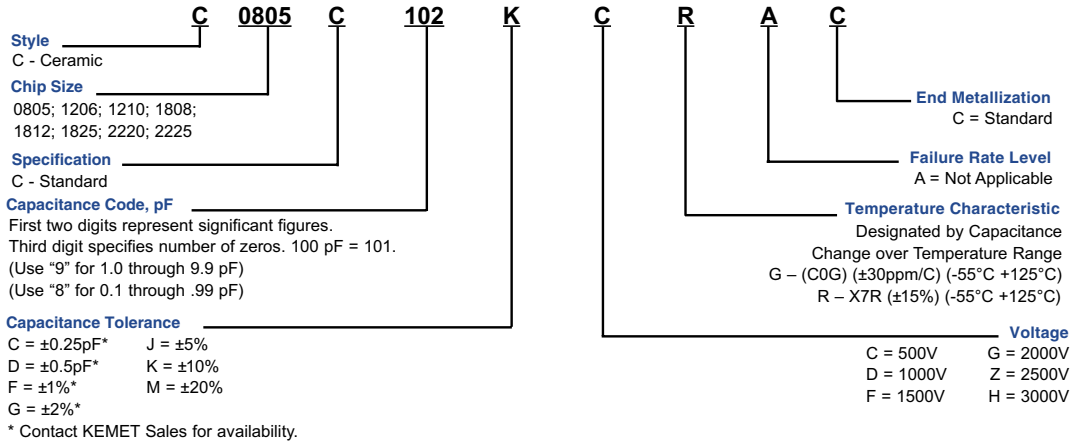 C 0805 C 102 K C R A C
Style
C - Ceramic
Chip Size
0805; 1206; 1210; 1808;
1812; 1825; 2220; 2225
Specification
C - Standard
Capacitance Code, pF
First two digits represent significant figures.
Third digit specifies number of zeros. 100 pF = 101.
(Use “9” for 1.0 through 9.9 pF)
(Use “8” for 0.1 through .99 pF)
Capacitance Tolerance
C = ±0.25pF* J = ±5%
D = ±0.5pF* K = ±10%
F = ±1%* M = ±20%
G = ±2%*
* Contact KEMET Sales for availability.
End Metallization
C = Standard
Failure Rate Level
A = Not Applicable
Temperature Characteristic
Designated by Capacitance
Change over Temperature Range
G – (C0G) (±30ppm/C) (-55°C +125°C)
R – X7R (±15%) (-55°C +125°C)
Voltage
C = 500V G = 2000V
D = 1000V Z = 2500V
F = 1500V H = 3000V